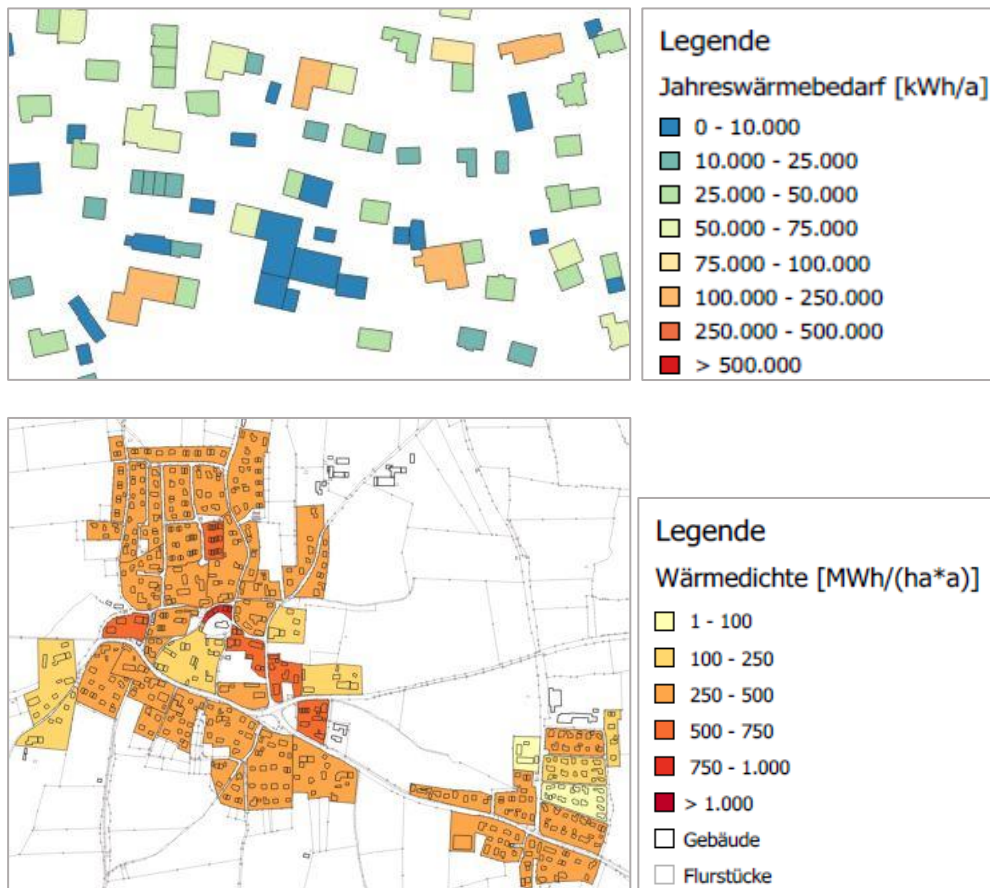 Legende
Jahreswärmebedarf [kWh/a]
0 - 10.000
10.000 - 25.000
25.000 - 50.000
50.000 - 75.000
75.000 - 100.000
100.000 - 250.000
250.000 - 500.000
> 500.000
Legende
Wärmedichte [MWh/(ha*a)]
1 - 100
100 - 250
250 - 500
500 - 750
750 - 1.000
> 1.000
Gebäude
Flurstücke